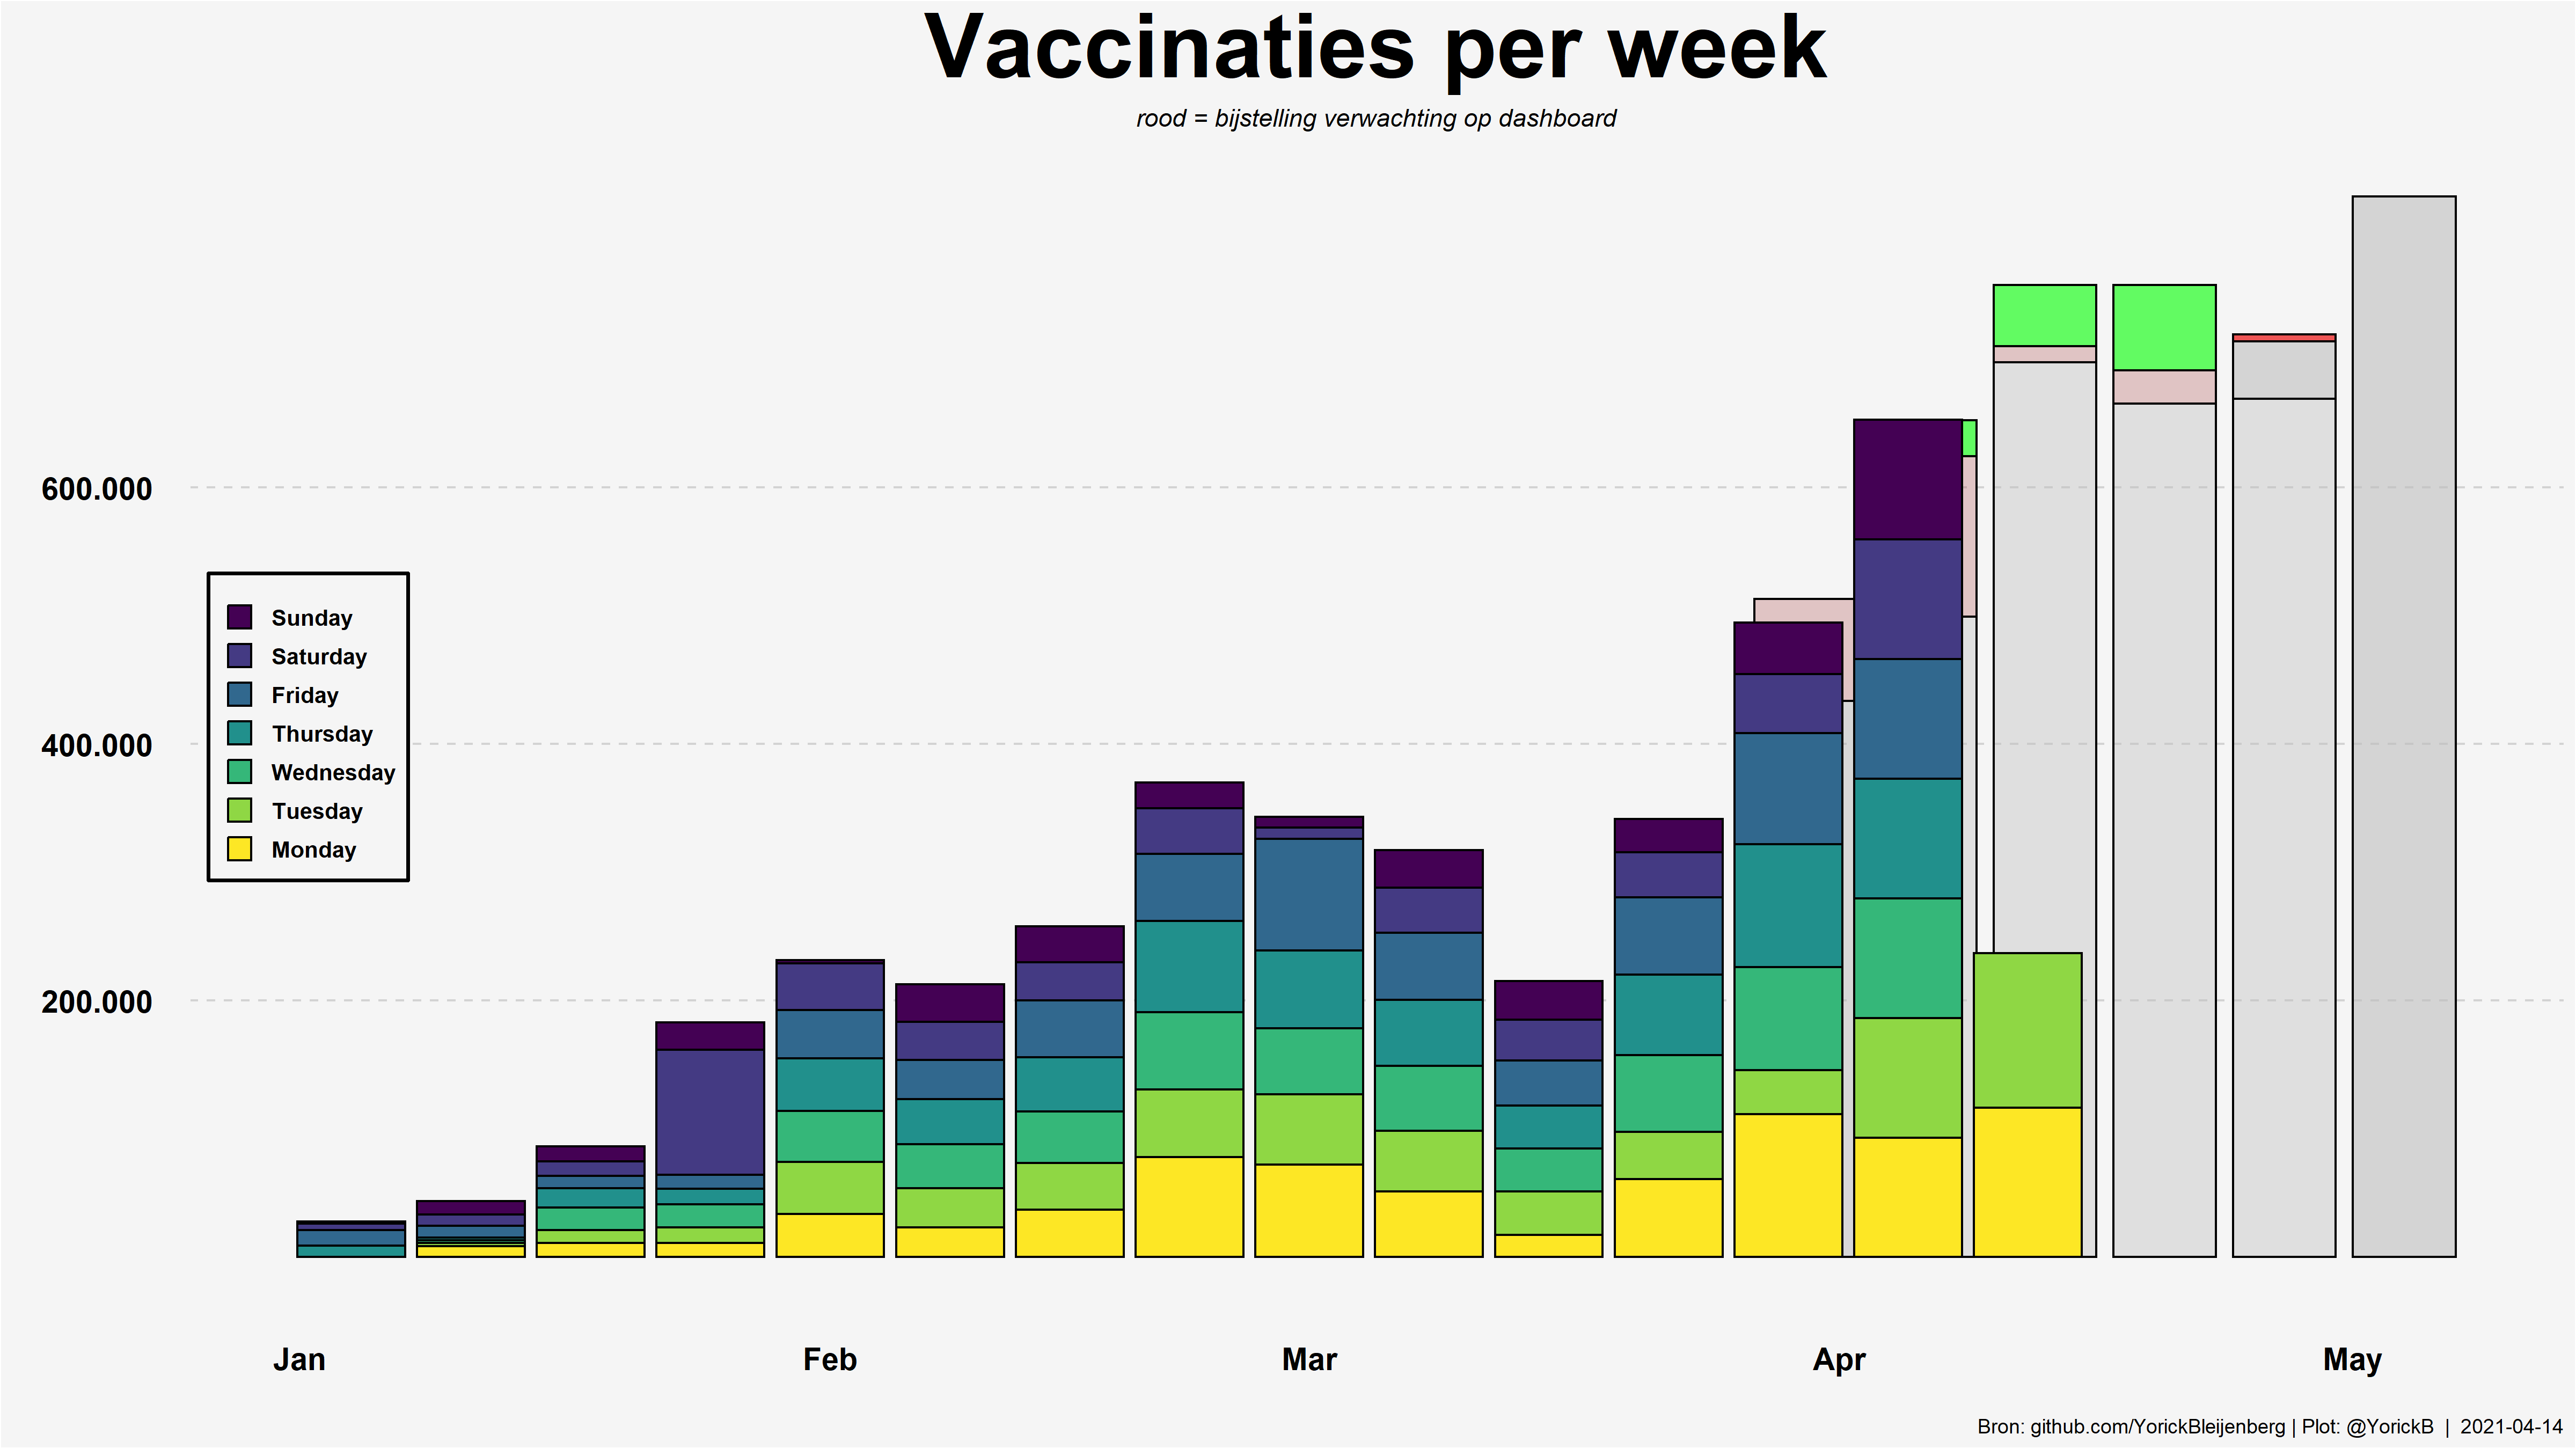 Vaccinaties per week
rood = bijstelling verwachting op dashboard
600.000
400.000
200.000
Sunday
Saturday
Friday
Thursday
Wednesday
Tuesday
Monday
Jan Feb Mar Apr May
Bron: github.com/YorickBleijenberg | Plot: @YorickB | 2021-04-14